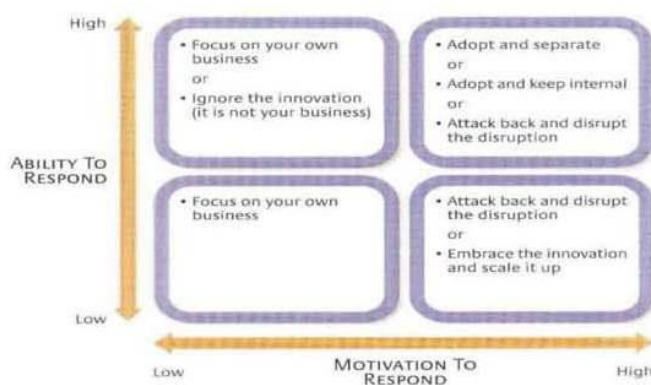 High
• Focus on your own
business
or
• Ignore the innovation
(it is not your business)
• Adopt and separate
or
• Adopt and keep internal
or
• Attack back and disrupt
the disruption
ABILITY TO
RESPOND
• Focus on your own
business
• Attack back and disrupt
the disruption
or
• Embrace the innovation
and scale it up
Low
Low
MOTIVATION TO
RESPOND
High